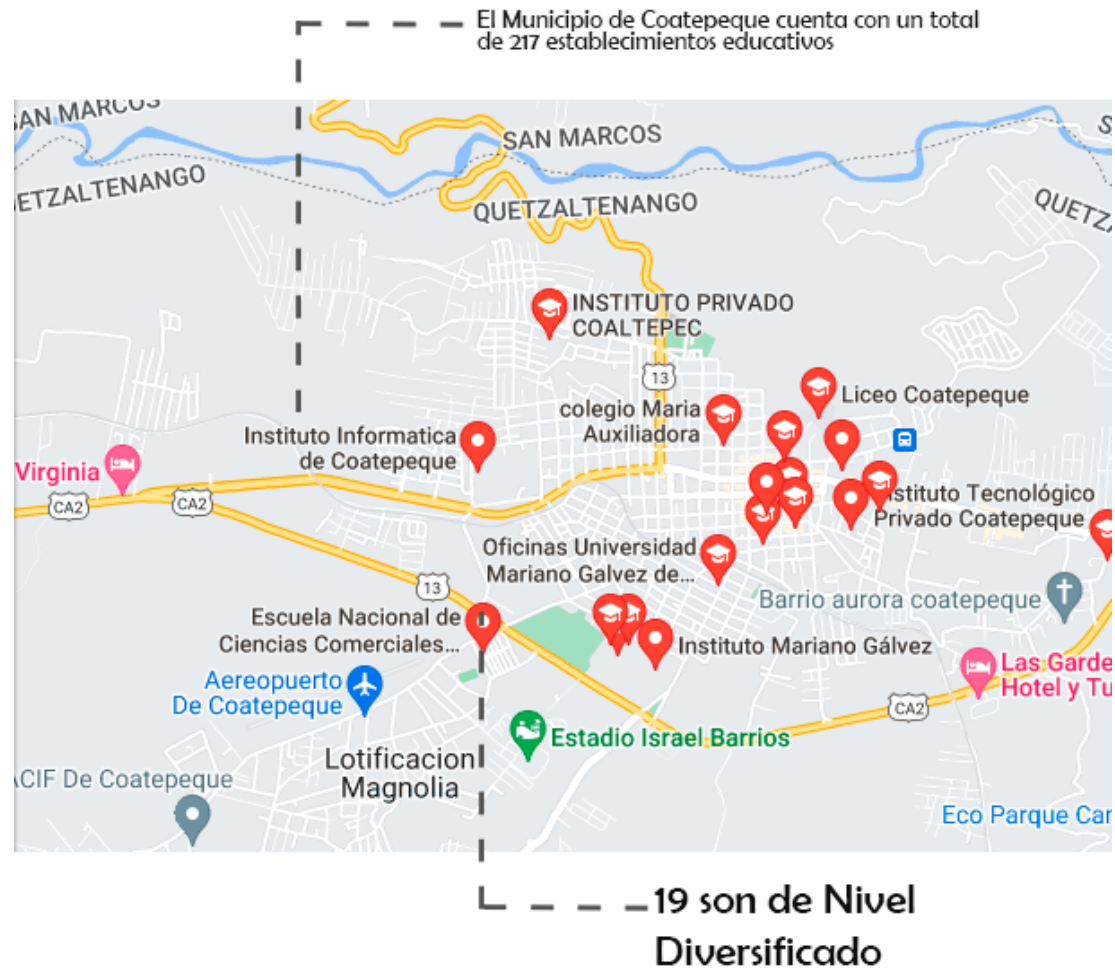 El Municipio de Coatepeque cuenta con un total
de 217 establecimientos educativos
SAN MARCOS
SAN MARCOS
QUETZALTENANGO
QUETZALTENANGO
INSTITUTO PRIVADO
COALTEPEC
13
Liceo Coatepeque
colegio Maria
Auxiliadora
Instituto Informatica
de Coatepeque
Virginia
CA2
CA2
nstituto Tecnológico
Privado Coatepeque
Oficinas Universidad
Mariano Galvez de...
13
Barrio aurora coatepeque
Escuela Nacional de
Ciencias Comerciales...
Instituto Mariano Gálvez
Las Garde
Hotel y Tu
Aereopuerto
De Coatepeque
CA2
Estadio Israel Barrios
Lotificacion
Magnolia
ACIF De Coatepeque
Eco Parque Car
19 son de Nivel
Diversificado